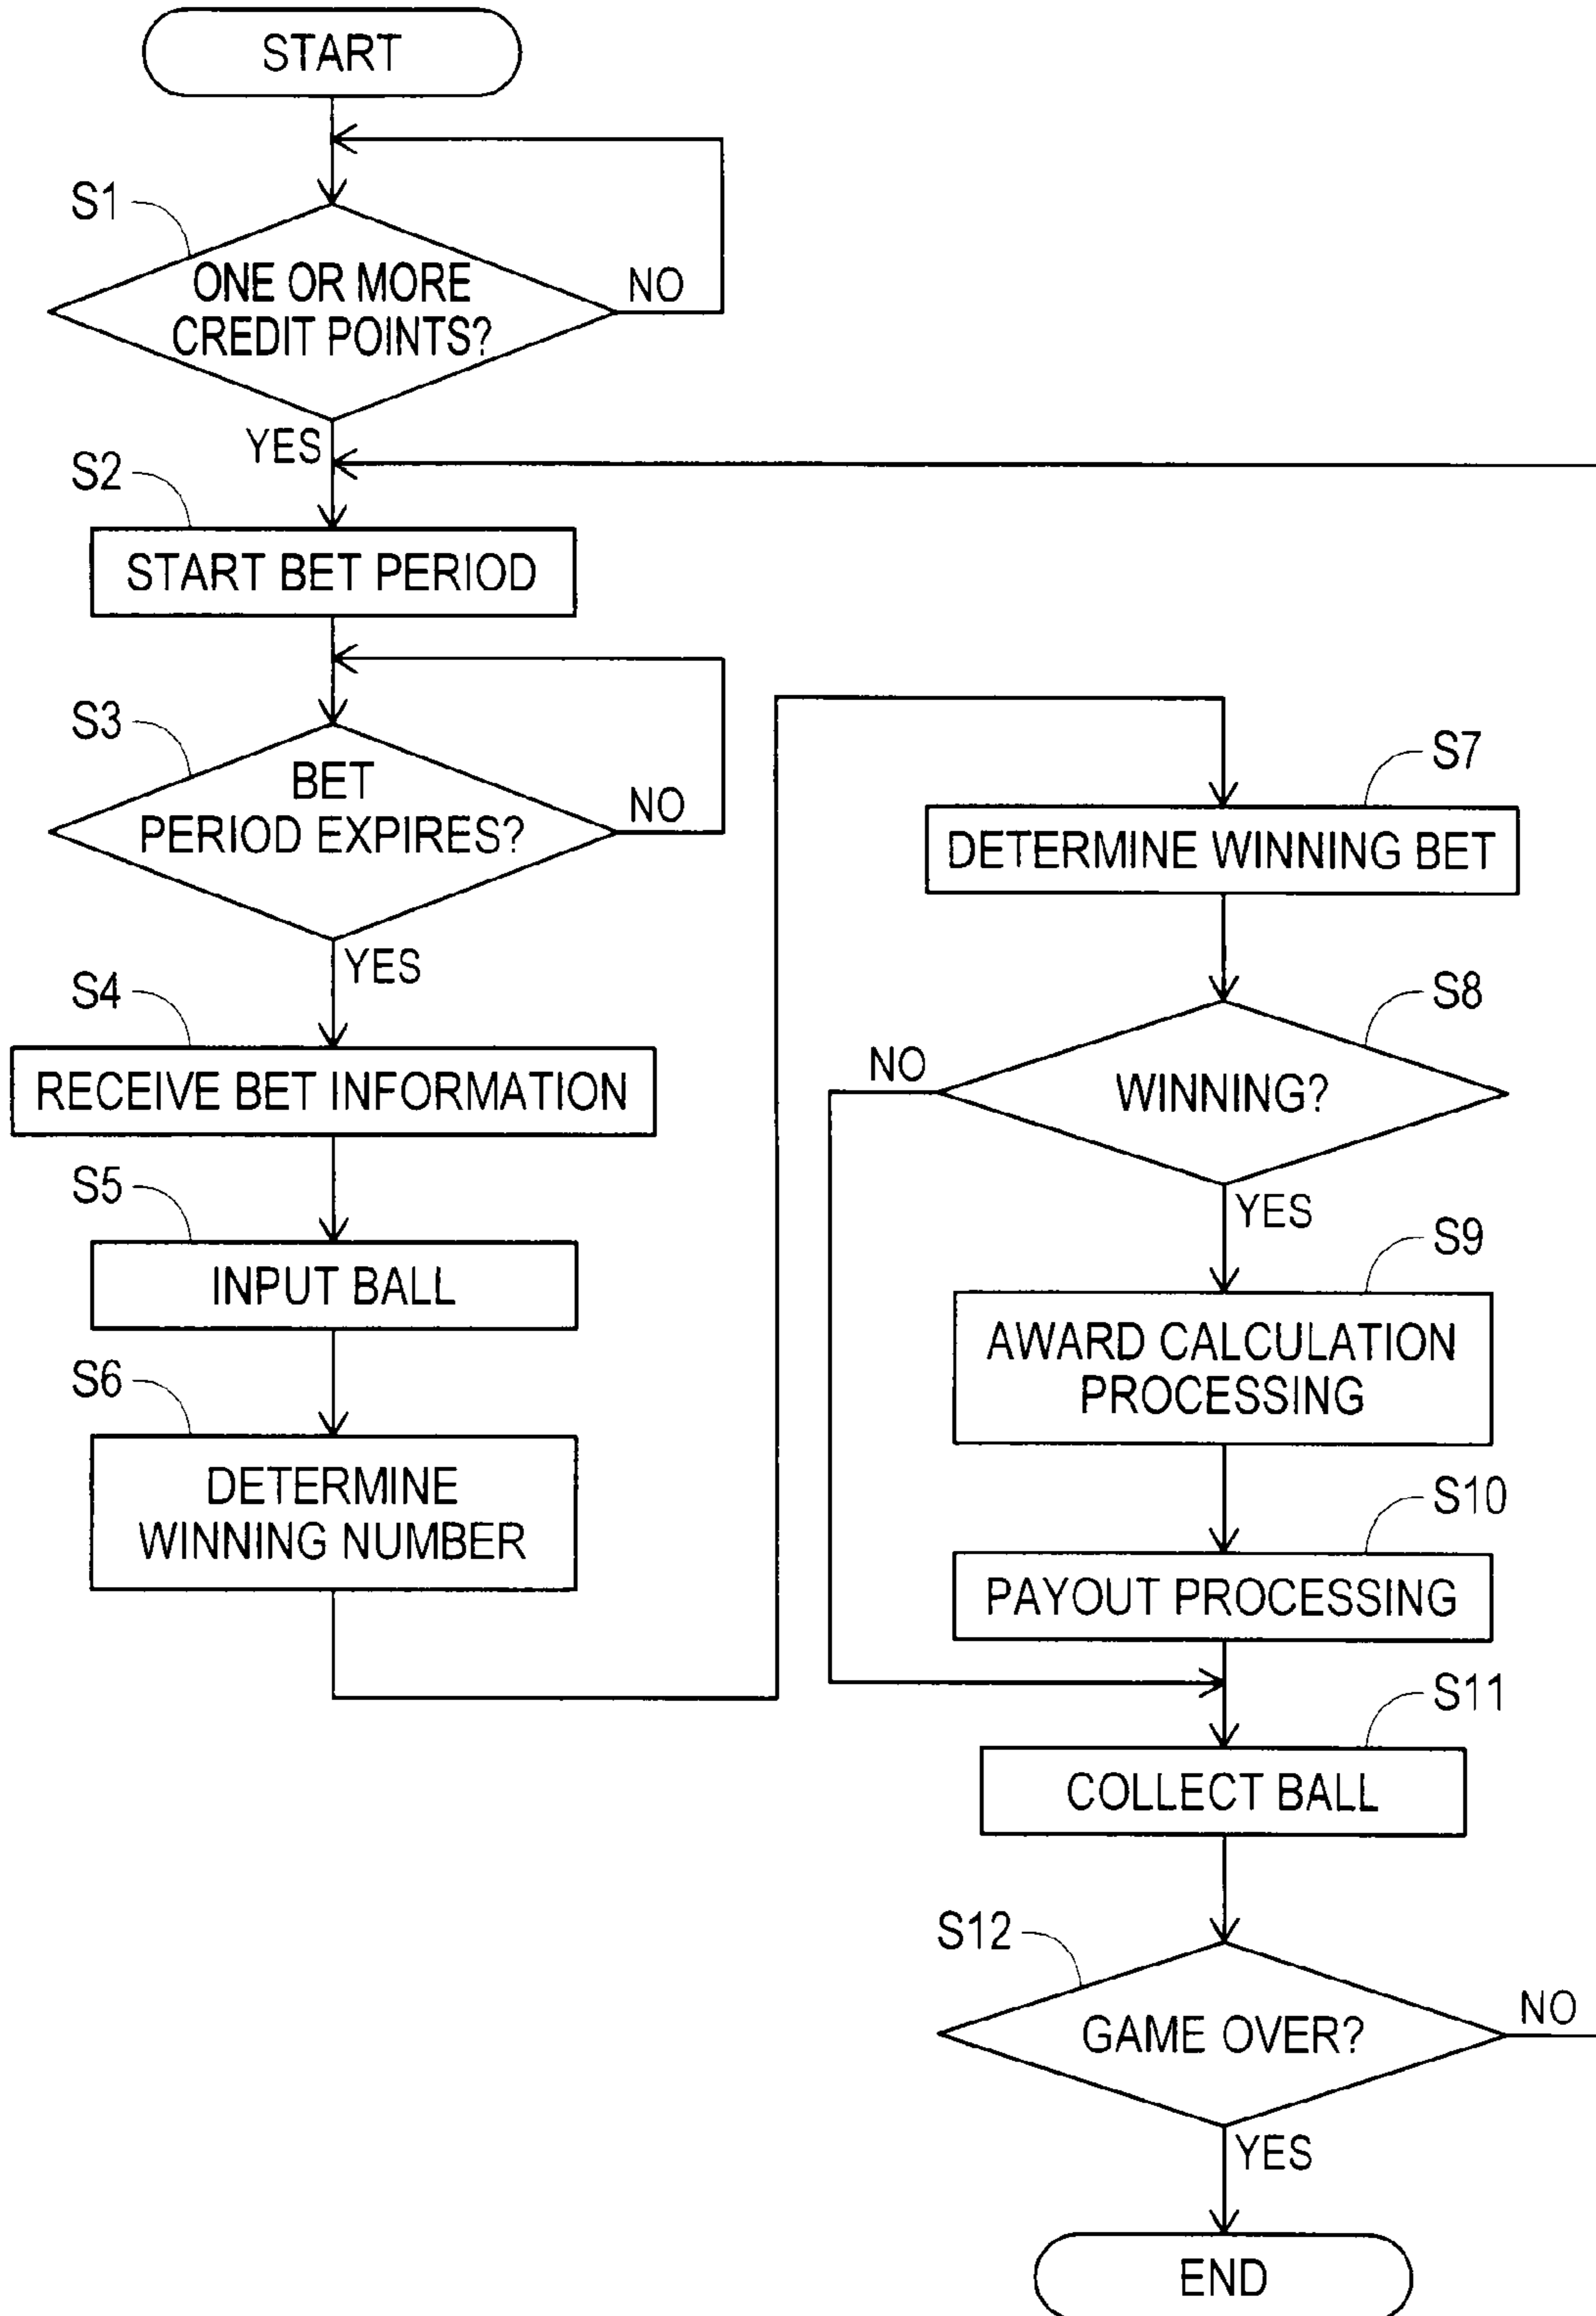 START
S1
ONE OR MORE
CREDIT POINTS?
NO
YES
S2
START BET PERIOD
S3
BET
PERIOD EXPIRES?
NO
YES
S4
RECEIVE BET INFORMATION
S5
INPUT BALL
S6
DETERMINE
WINNING NUMBER
S7
DETERMINE WINNING BET
S8
WINNING?
NO
YES
S9
AWARD CALCULATION
PROCESSING
S10
PAYOUT PROCESSING
S11
COLLECT BALL
S12
GAME OVER?
NO
YES
END